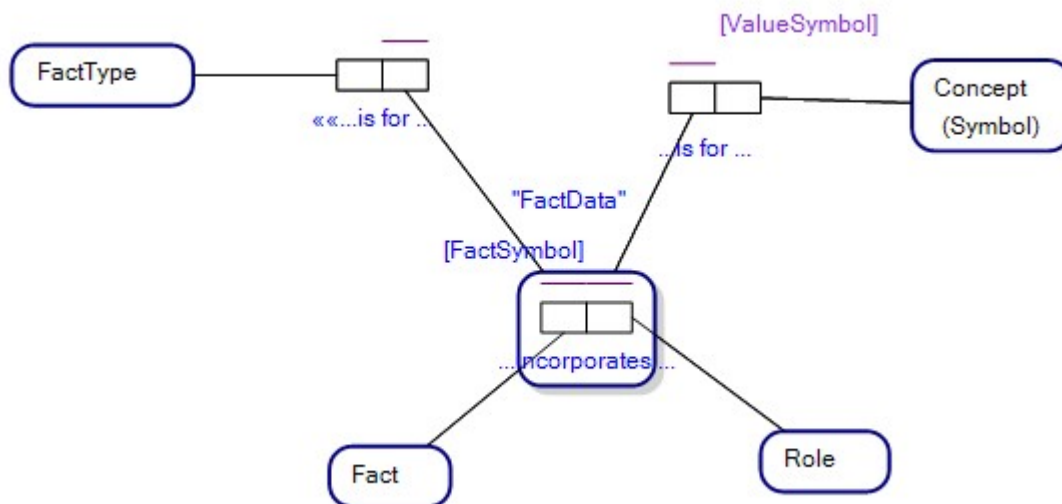 [ValueSymbol]
FactType
Concept
(Symbol)
««...is for ...
...is for ...
"FactData"
[FactSymbol]
...incorporates ...
Fact
Role